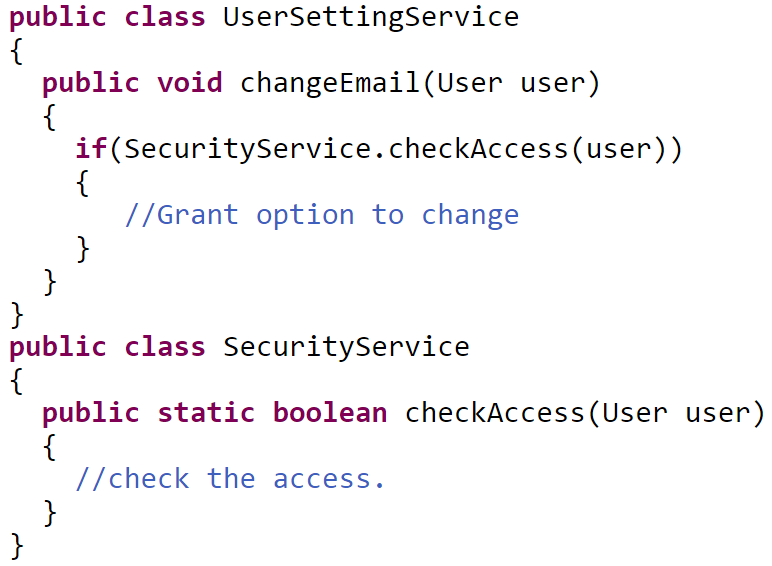 public class UserSettingService
{
  public void changeEmail(User user)
  {
    if(SecurityService.checkAccess(user))
    {
       //Grant option to change
    }
  }
}
public class SecurityService
{
  public static boolean checkAccess(User user)
  {
    //check the access.
  }
}